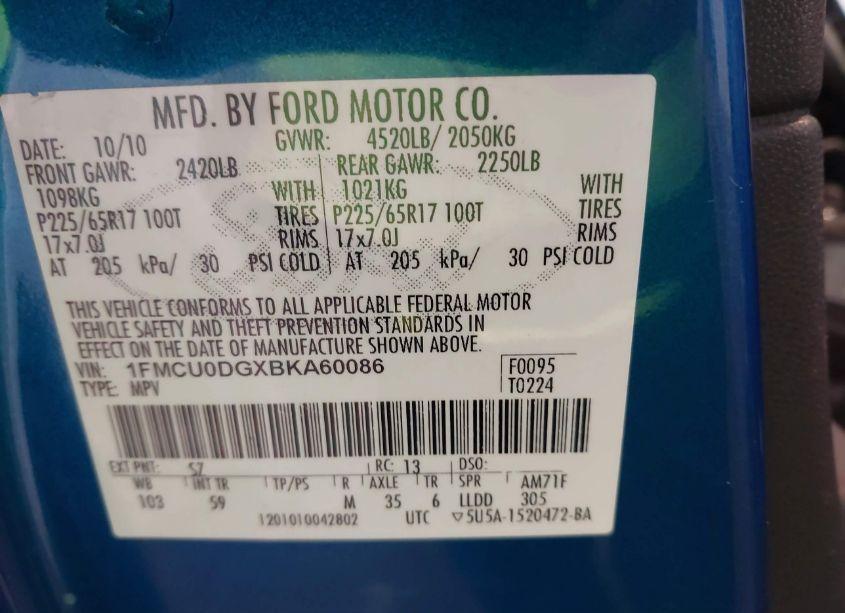 MFD. BY FORD MOTOR CO.
DATE: 10/10 GVWR: 4520LB/ 2050KG
FRONT GAWR: 2420LB REAR GAWR: 2250LB
1098KG WITH 1021KG WITH
P225/65R17 100T TIRES P225/65R17 100T TIRES
17x7.0J RIMS 17x7.0J RIMS
AT 205 kPa/ 30 PSI COLD AT 205 kPa/ 30 PSI COLD
THIS VEHICLE CONFORMS TO ALL APPLICABLE FEDERAL MOTOR
VEHICLE SAFETY AND THEFT PREVENTION STANDARDS IN
EFFECT ON THE DATE OF MANUFACTURE SHOWN ABOVE.
VIN: 1FMCU0DGXBKA60086 F0095
TYPE: MPV T0224
EXT PNT: SZ RC: 13 DSO:
WB INT TR TP/PS R AXLE TR SPR AM71F
103 59 M 35 6 LLDD 305
1201010042802 UTC ▽5U5A-1520472-BA